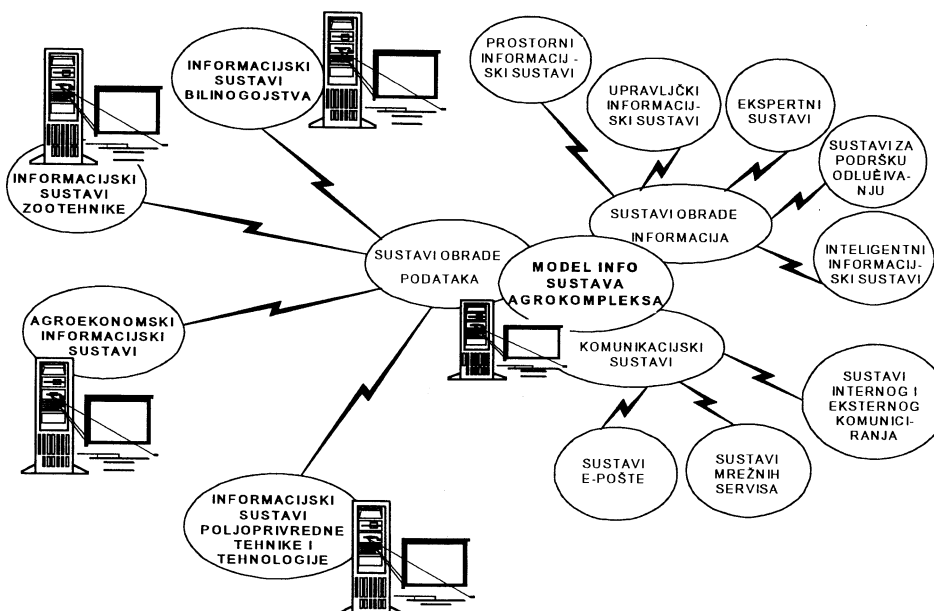 INFORMACIJSKI
SUSTAVI
BILINOGOJSTVA
PROSTORNI
INFORMACIJ -
SKI SUSTAVI
UPRAVLJČKI
INFORMACIJ-
SKI SUSTAVI
EKSPERTNI
SUSTAVI
SUSTAVI ZA
PODRŠKU
ODLUÈIVA-
NJU
INFORMACIJSKI
SUSTAVI
ZOOTEHNIKE
SUSTAVI OBRADE
INFORMACIJA
SUSTAVI OBRADE
PODATAKA
MODEL INFO
SUSTAVA
AGROKOMPLEKSA
INTELIGENTNI
INFORMACIJ-
SKI SUSTAVI
AGROEKONOMSKI
INFORMACIJSKI
SUSTAVI
KOMUNIKACIJSKI
SUSTAVI
SUSTAVI
INTERNOG I
EKSTERNOG
KOMUNICI-
RANJA
SUSTAVI
E-POŠTE
SUSTAVI
MREŽNIH
SERVISA
INFORMACIJSKI
SUSTAVI
POLJOPRIVREDNE
TEHNIKE I
TEHNOLOGIJE